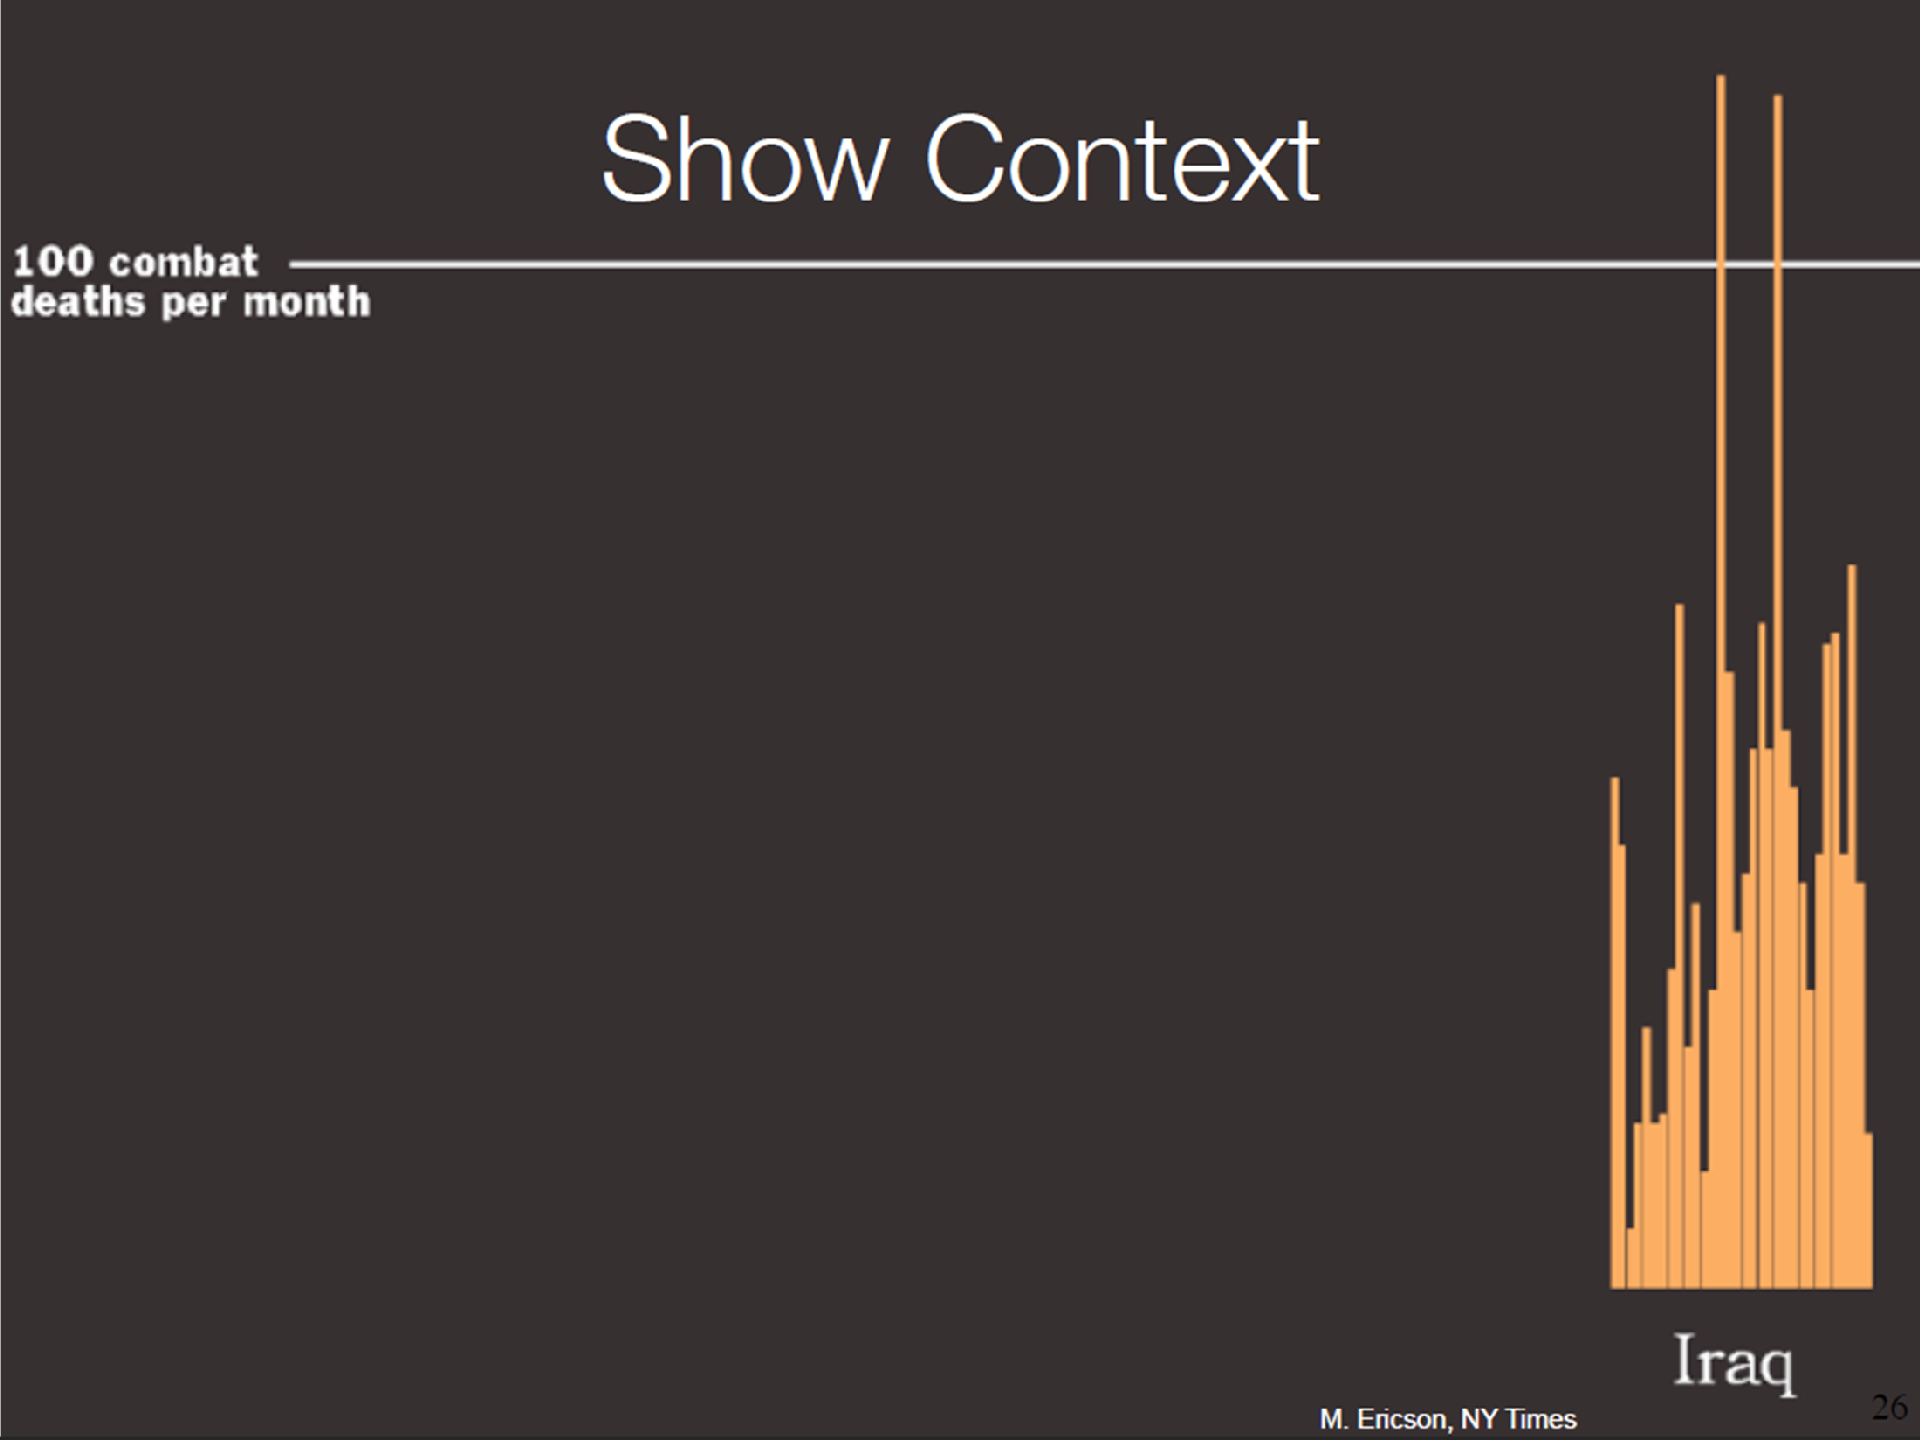 Show Context
100 combat
deaths per month
Iraq
M. Ericson, NY Times
26